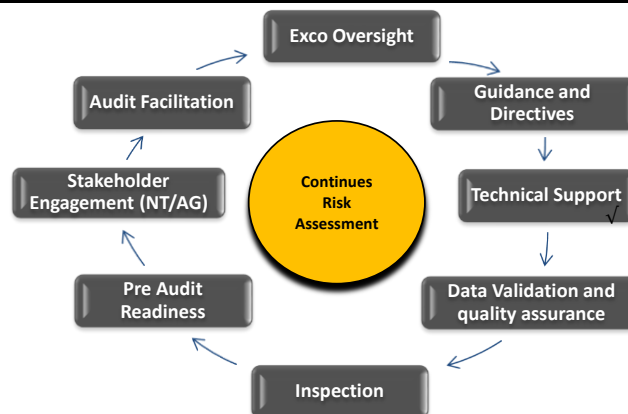 Exco Oversight
Guidance and
Directives
Technical Support
√
Data Validation and
quality assurance
Inspection
Pre Audit
Readiness
Stakeholder
Engagement (NT/AG)
Audit Facilitation
Continues
Risk
Assessment